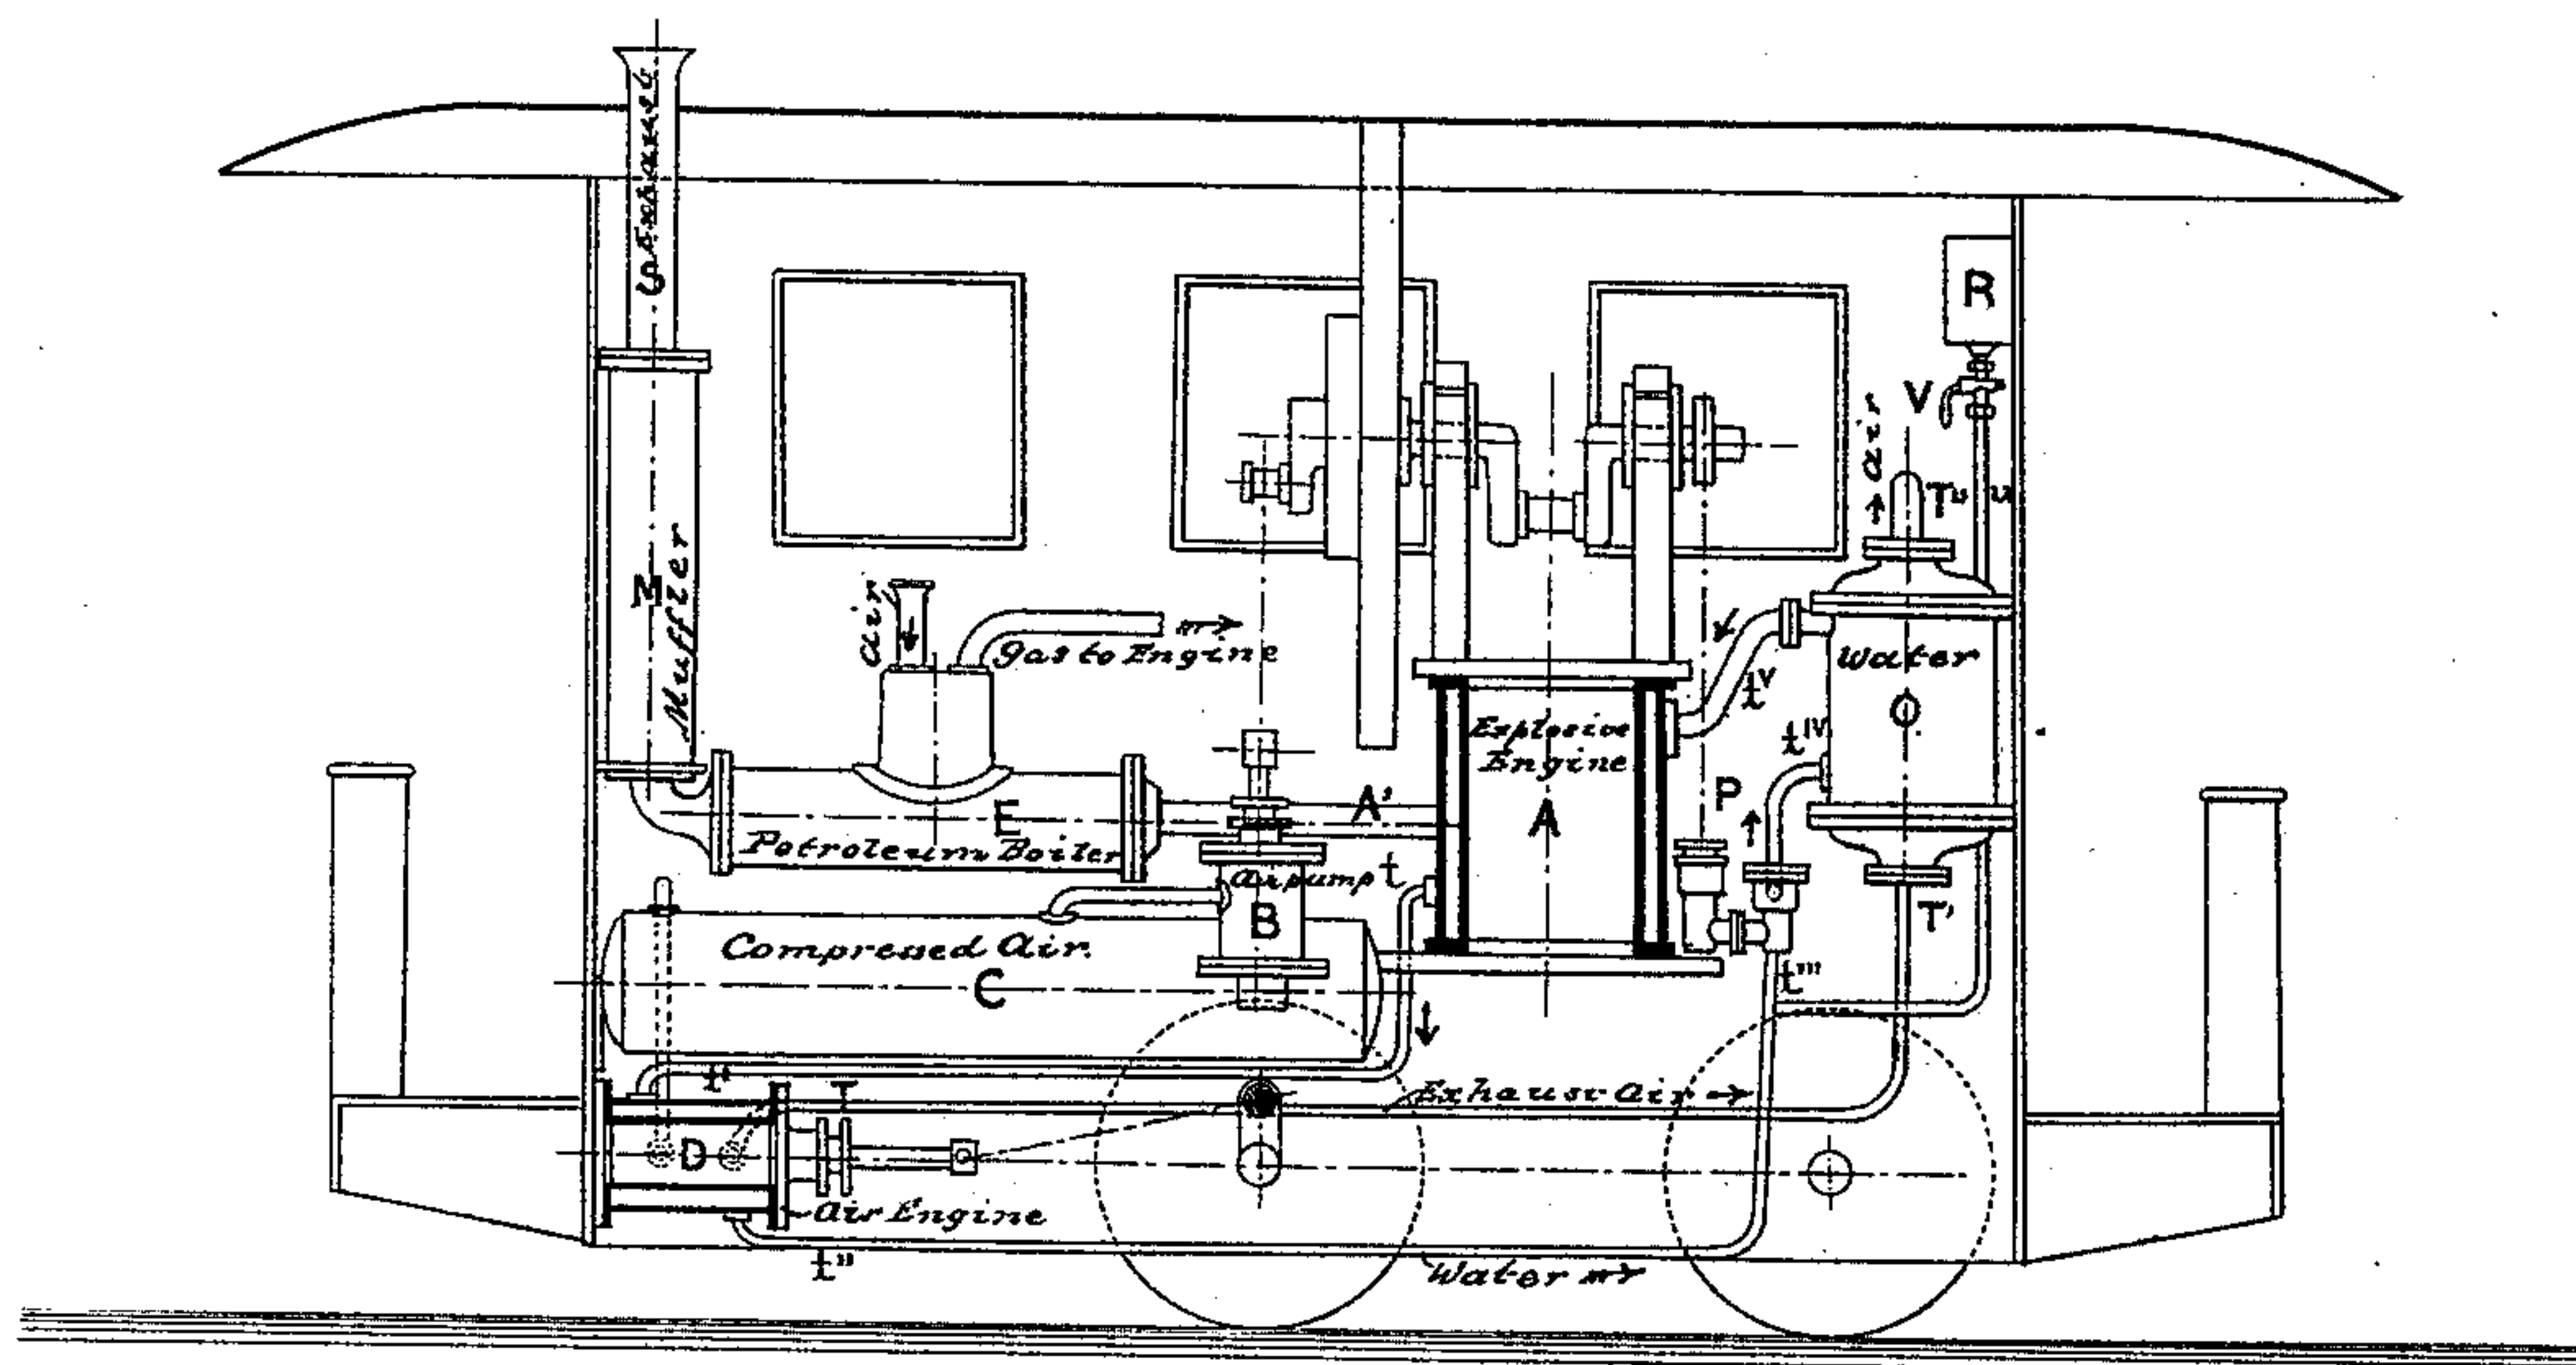 Exhaust
G
R
V
air
T" u
M
Muffler
air
gas to Engine
Water
O
t^V
t^IV
Explosive
Engine
A
A'
P
E
Petroleum Boiler
air pump
t
B
T'
Compressed Air.
C
t'''
t'
T
Exhaust Air
D
Air Engine
t"
Water